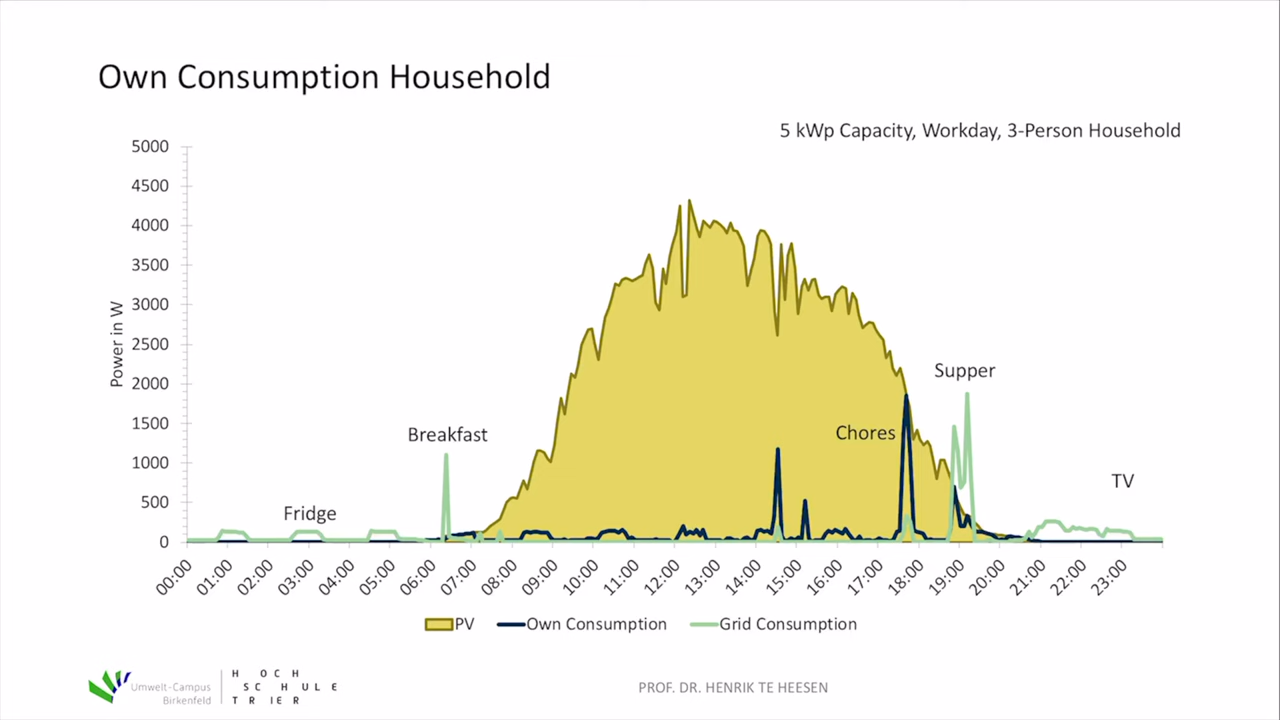 Own Consumption Household
5 kWp Capacity, Workday, 3-Person Household
5000
4500
4000
3500
3000
2500
2000
1500
1000
500
0
Power in W
Supper
Breakfast
Chores
TV
Fridge
00:00 01:00 02:00 03:00 04:00 05:00 06:00 07:00 08:00 09:00 10:00 11:00 12:00 13:00 14:00 15:00 16:00 17:00 18:00 19:00 20:00 21:00 22:00 23:00
PV Own Consumption Grid Consumption
Umwelt-Campus
Birkenfeld
HOCH
SCHULE
TRIER
PROF. DR. HENRIK TE HEESEN